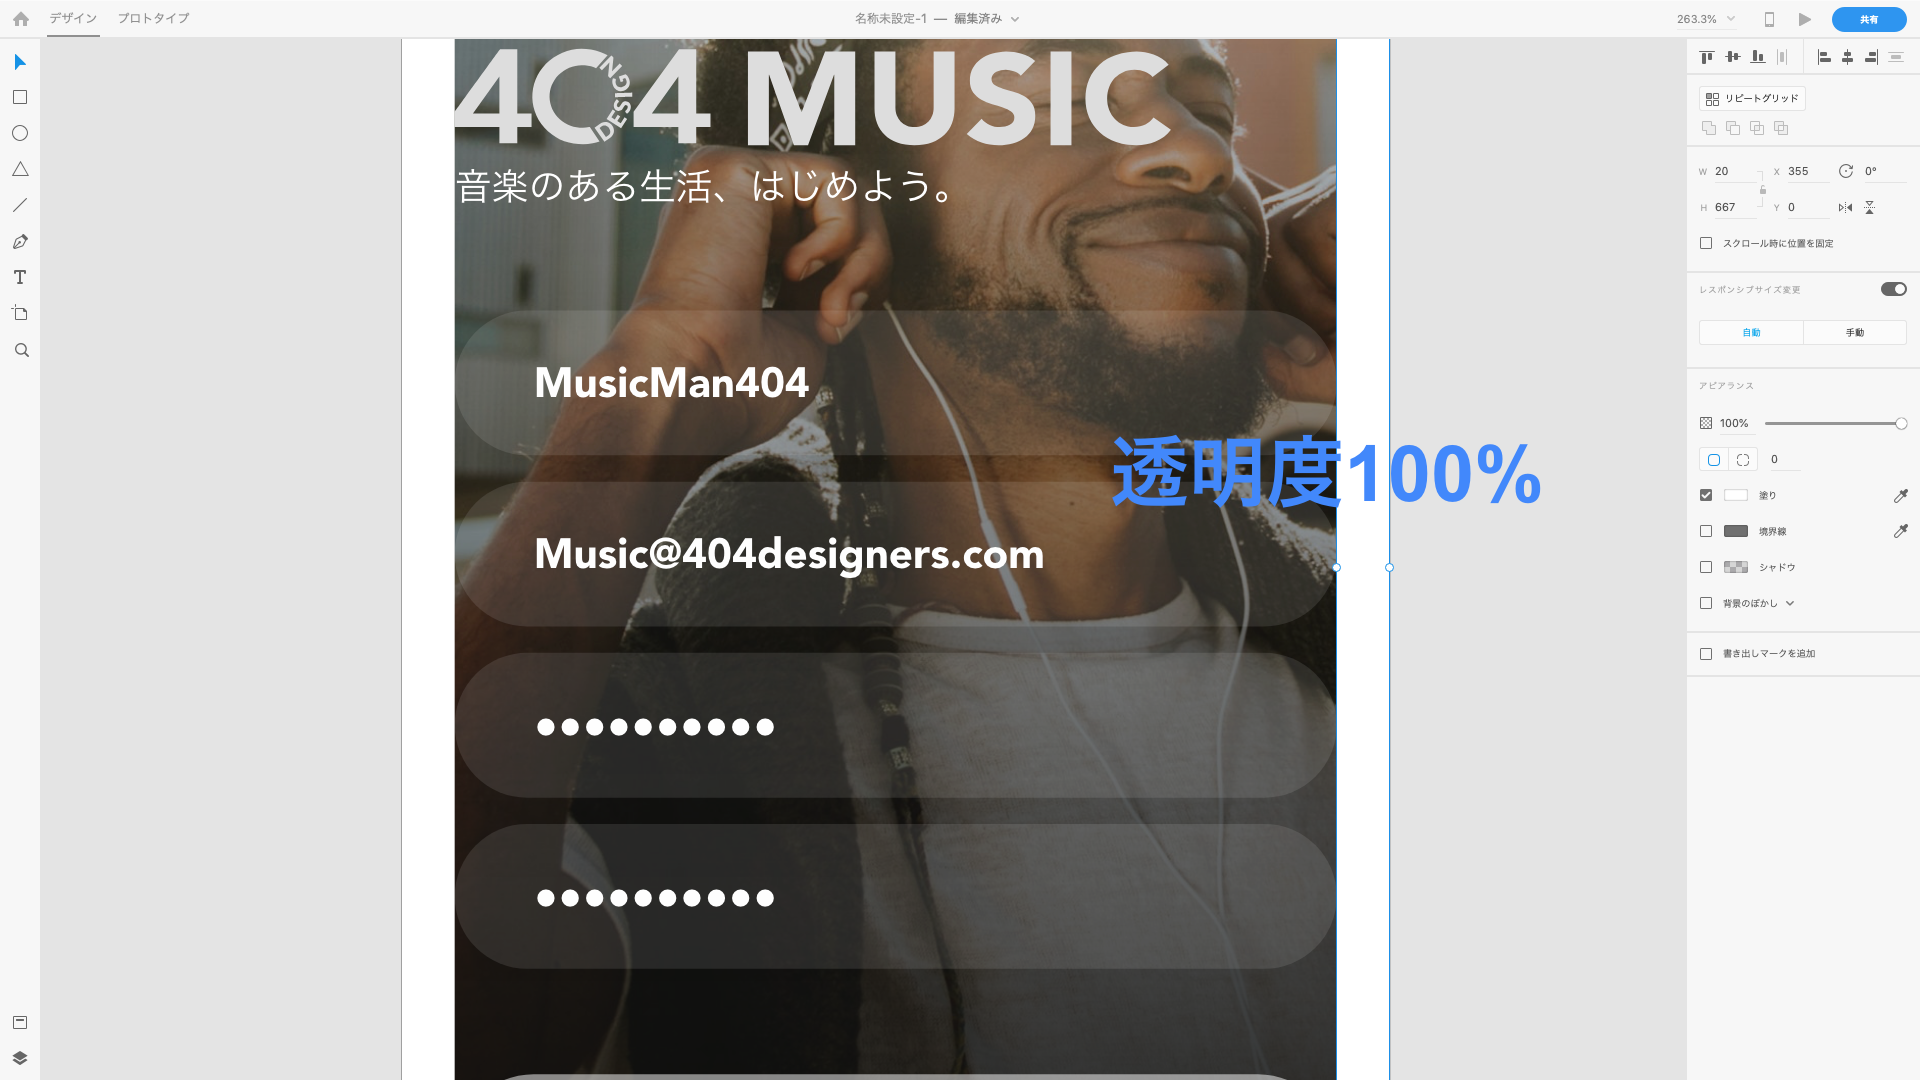 デザイン プロトタイプ 名称未設定-1 — 編集済み 263.3% 共有
リピートグリッド
W 20 X 355 0°
H 667 Y 0
スクロール時に位置を固定
レスポンシブサイズ変更
自動 手動
アピアランス
100%
0
塗り
境界線
シャドウ
背景のぼかし
書き出しマークを追加
404 MUSIC
DESIGN
音楽のある生活、はじめよう。
MusicMan404
透明度100%
Music@404designers.com
●●●●●●●●●●
●●●●●●●●●●